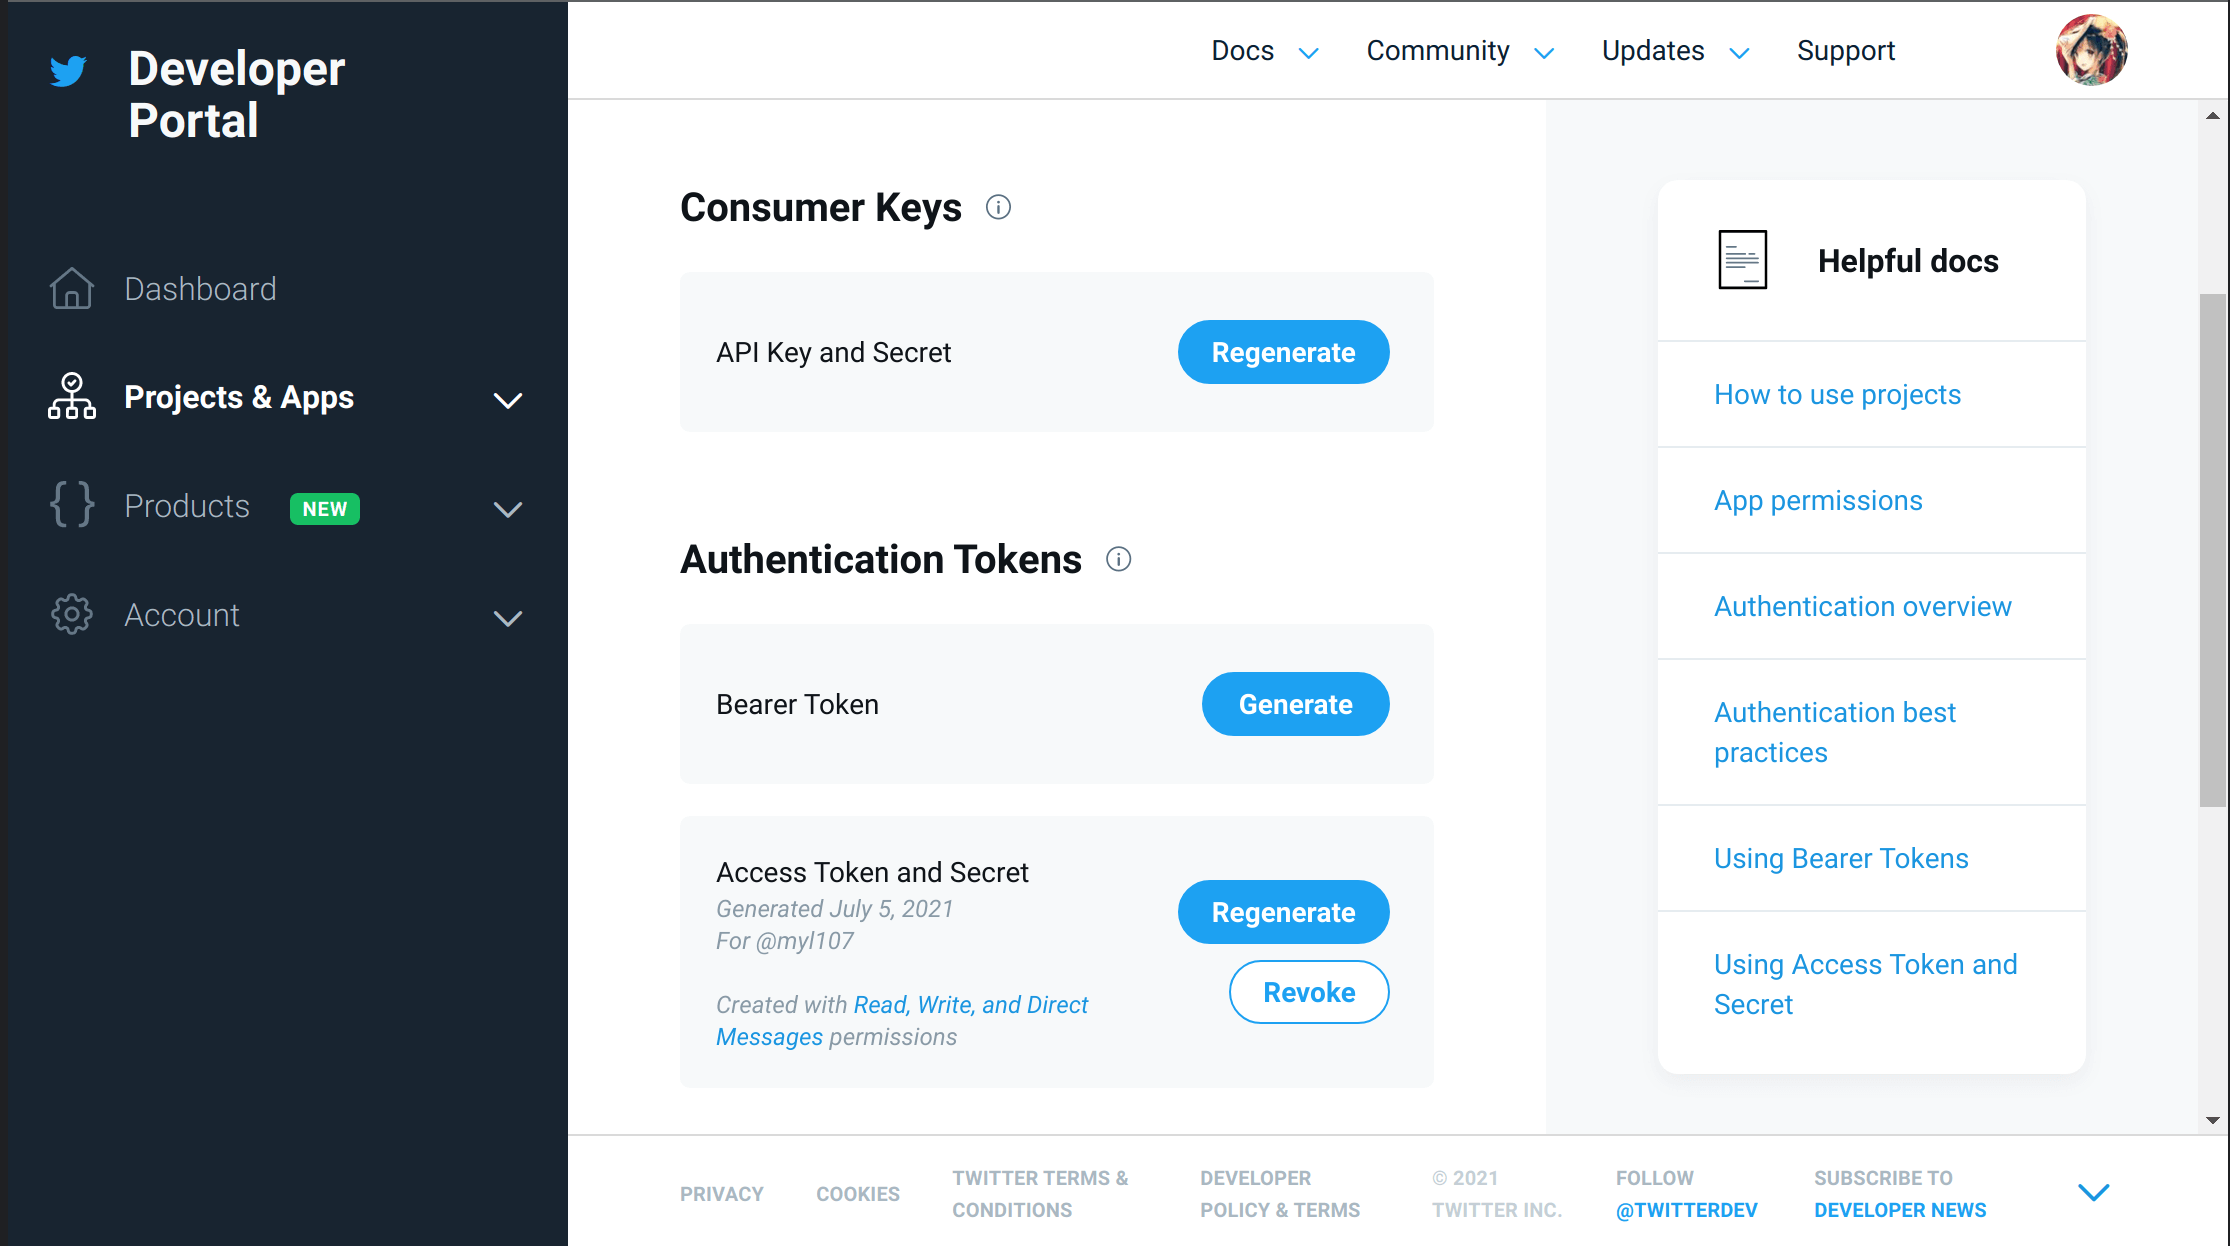 Developer
Portal
Dashboard
Projects & Apps
Products NEW
Account
Docs Community Updates Support
Consumer Keys
API Key and Secret Regenerate
Authentication Tokens
Bearer Token Generate
Access Token and Secret
Generated July 5, 2021
For @myl107
Regenerate
Revoke
Created with Read, Write, and Direct
Messages permissions
Helpful docs
How to use projects
App permissions
Authentication overview
Authentication best
practices
Using Bearer Tokens
Using Access Token and
Secret
PRIVACY
COOKIES
TWITTER TERMS &
CONDITIONS
DEVELOPER
POLICY & TERMS
© 2021
TWITTER INC.
FOLLOW
@TWITTERDEV
SUBSCRIBE TO
DEVELOPER NEWS